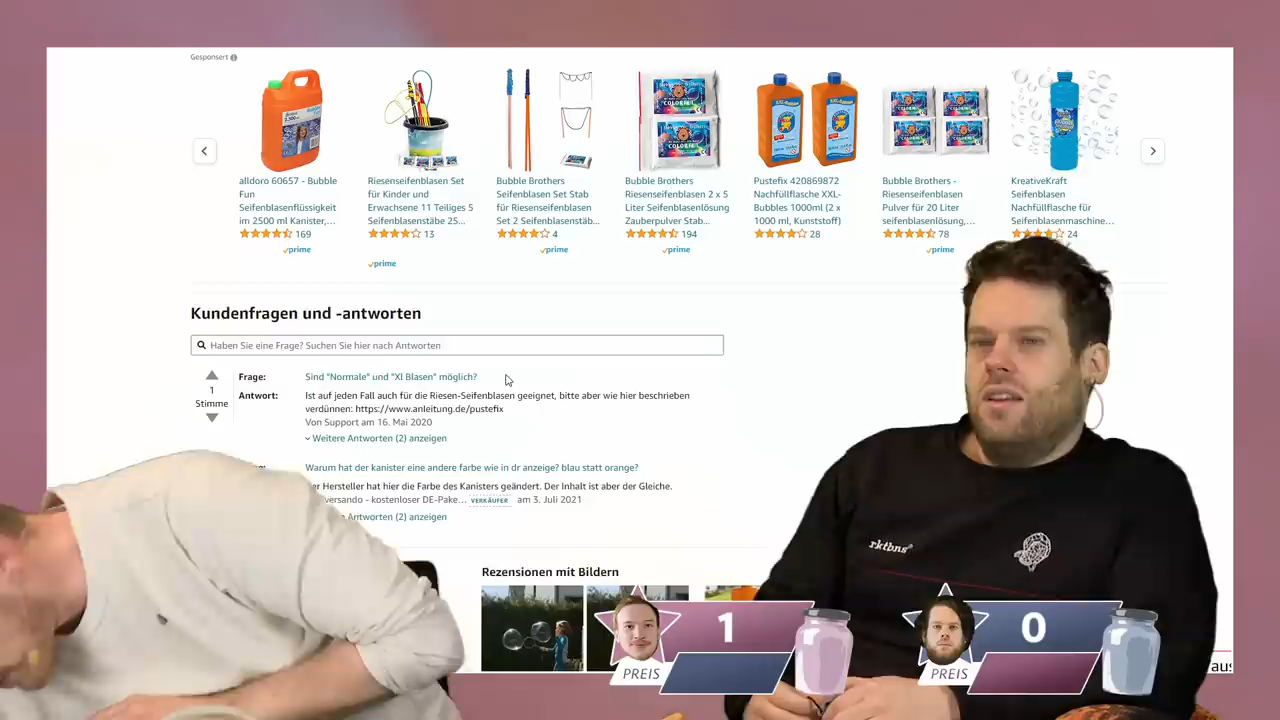 Gesponsert
alldoro 60657 - Bubble
Fun
Seifenblasenflüssigkeit
im 2500 ml Kanister,...
169
prime
Riesenseifenblasen Set
für Kinder und
Erwachsene 11 Teiliges 5
Seifenblasenstäbe 25...
13
prime
Bubble Brothers
Seifenblasen Set Stab
für Riesenseifenblasen
Set 2 Seifenblasenstäb...
4
prime
Bubble Brothers
Riesenseifenblasen 2 x 5
Liter Seifenblasenlösung
Zauberpulver Stab...
194
prime
Pustefix 420869872
Nachfüllflasche XXL-
Bubbles 1000ml (2 x
1000 ml, Kunststoff)
28
Bubble Brothers -
Riesenseifenblasen
Pulver für 20 Liter
seifenblasenlösung,...
78
prime
KreativeKraft
Seifenblasen
Nachfüllflasche für
Seifenblasenmaschine...
24
Kundenfragen und -antworten
Haben Sie eine Frage? Suchen Sie hier nach Antworten
1
Stimme
Frage: Sind "Normale" und "Xl Blasen" möglich?
Antwort: Ist auf jeden Fall auch für die Riesen-Seifenblasen geeignet, bitte aber wie hier beschrieben
verdünnen: https://www.anleitung.de/pustefix
Von Support am 16. Mai 2020
Weitere Antworten (2) anzeigen
Warum hat der kanister eine andere farbe wie in dr anzeige? blau statt orange?
Hersteller hat hier die Farbe des Kanisters geändert. Der Inhalt ist aber der Gleiche.
versando - kostenloser DE-Pake... VERKÄUFER am 3. Juli 2021
Antworten (2) anzeigen
Rezensionen mit Bildern
rktbns
1
PREIS
0
PREIS
aus